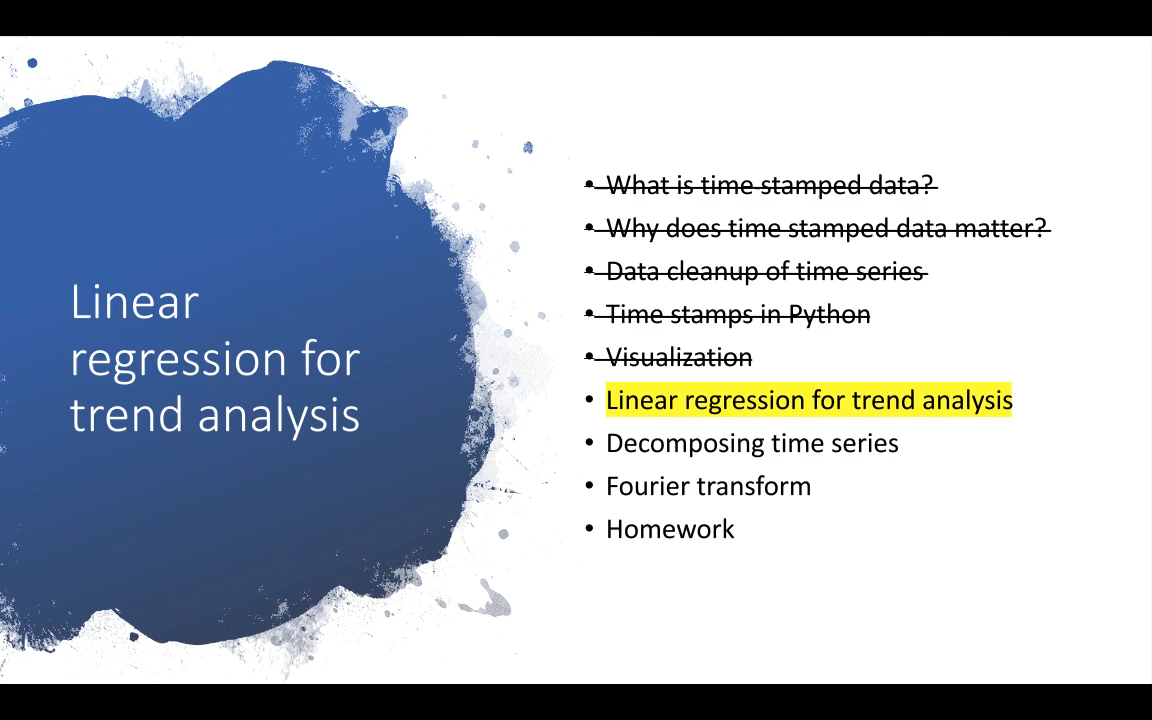 Linear
regression for
trend analysis
• What is time stamped data?
• Why does time stamped data matter?
• Data cleanup of time series
• Time stamps in Python
• Visualization
• Linear regression for trend analysis
• Decomposing time series
• Fourier transform
• Homework